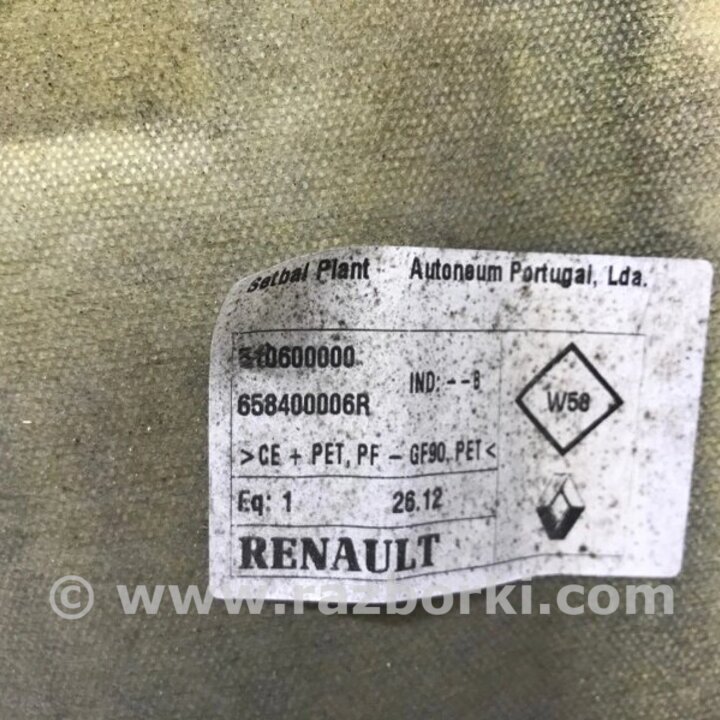 Setbal Plant - Autoneum Portugal, Lda.
0600000
IND: --B
658400006R
W58
>CE + PET, PF - GF90, PET<
Eq: 1 26.12
RENAULT
© www.razborki.com